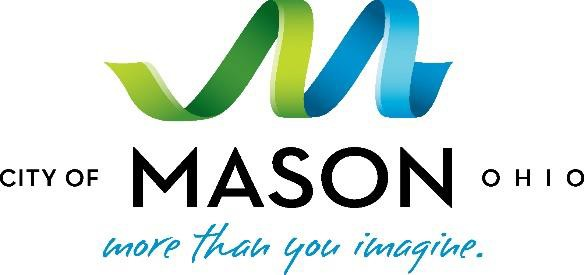 CITY OF MASON OHIO
more than you imagine.